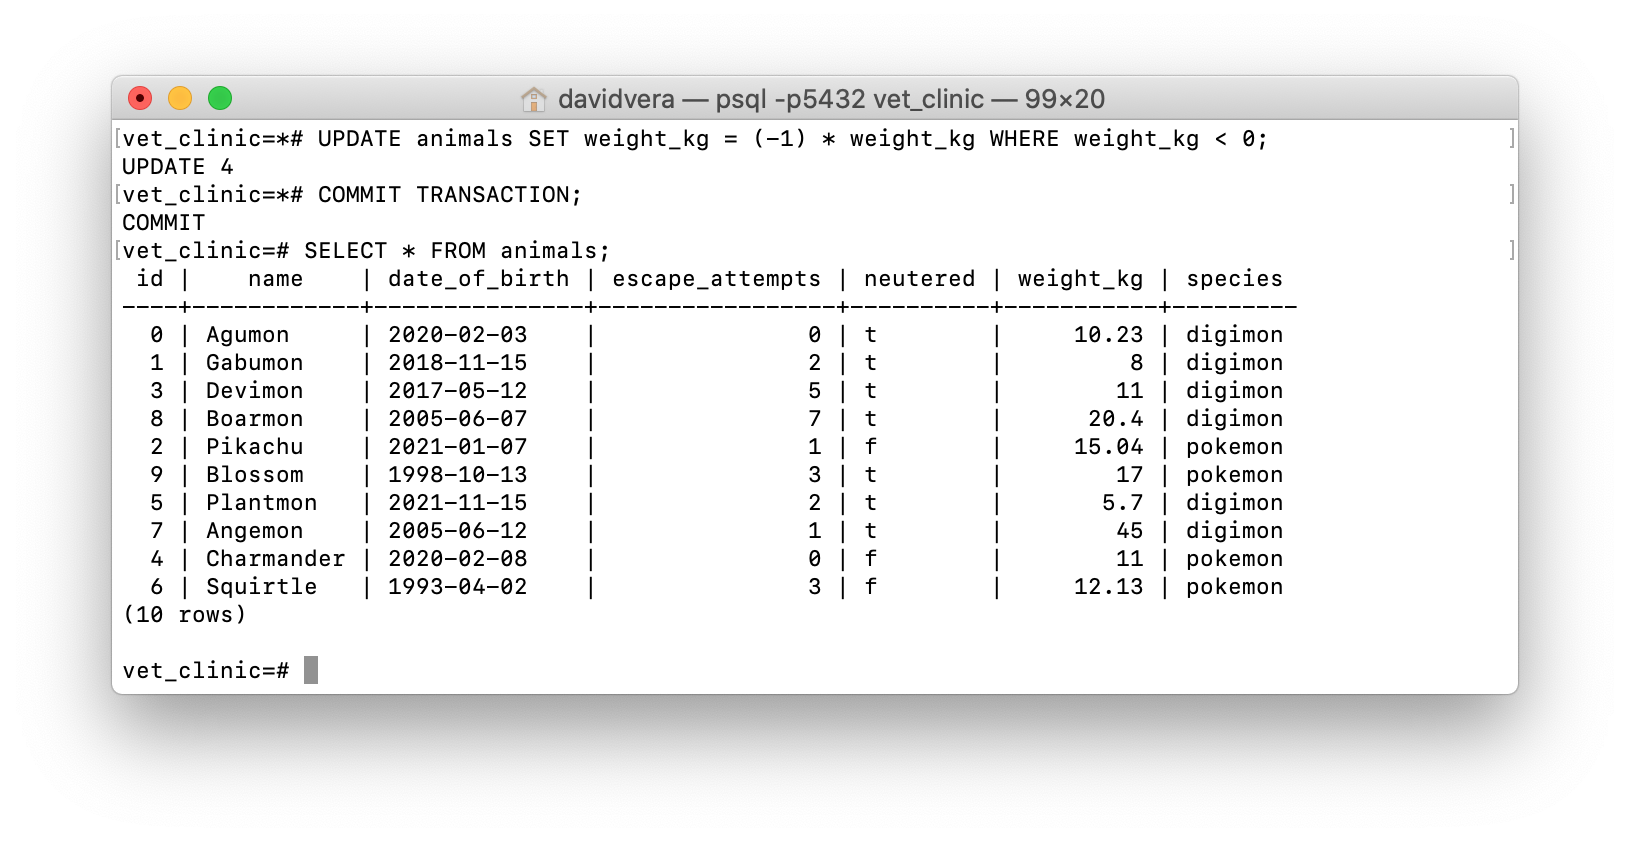 davidvera — psql -p5432 vet_clinic — 99×20
[vet_clinic=*# UPDATE animals SET weight_kg = (-1) * weight_kg WHERE weight_kg < 0; ]
UPDATE 4
[vet_clinic=*# COMMIT TRANSACTION; ]
COMMIT
[vet_clinic=# SELECT * FROM animals; ]
 id |    name    | date_of_birth | escape_attempts | neutered | weight_kg | species
----+------------+---------------+-----------------+----------+-----------+---------
  0 | Agumon     | 2020-02-03    |               0 | t        |     10.23 | digimon
  1 | Gabumon    | 2018-11-15    |               2 | t        |         8 | digimon
  3 | Devimon    | 2017-05-12    |               5 | t        |        11 | digimon
  8 | Boarmon    | 2005-06-07    |               7 | t        |      20.4 | digimon
  2 | Pikachu    | 2021-01-07    |               1 | f        |     15.04 | pokemon
  9 | Blossom    | 1998-10-13    |               3 | t        |        17 | pokemon
  5 | Plantmon   | 2021-11-15    |               2 | t        |       5.7 | digimon
  7 | Angemon    | 2005-06-12    |               1 | t        |        45 | digimon
  4 | Charmander | 2020-02-08    |               0 | f        |        11 | pokemon
  6 | Squirtle   | 1993-04-02    |               3 | f        |     12.13 | pokemon
(10 rows)
vet_clinic=#